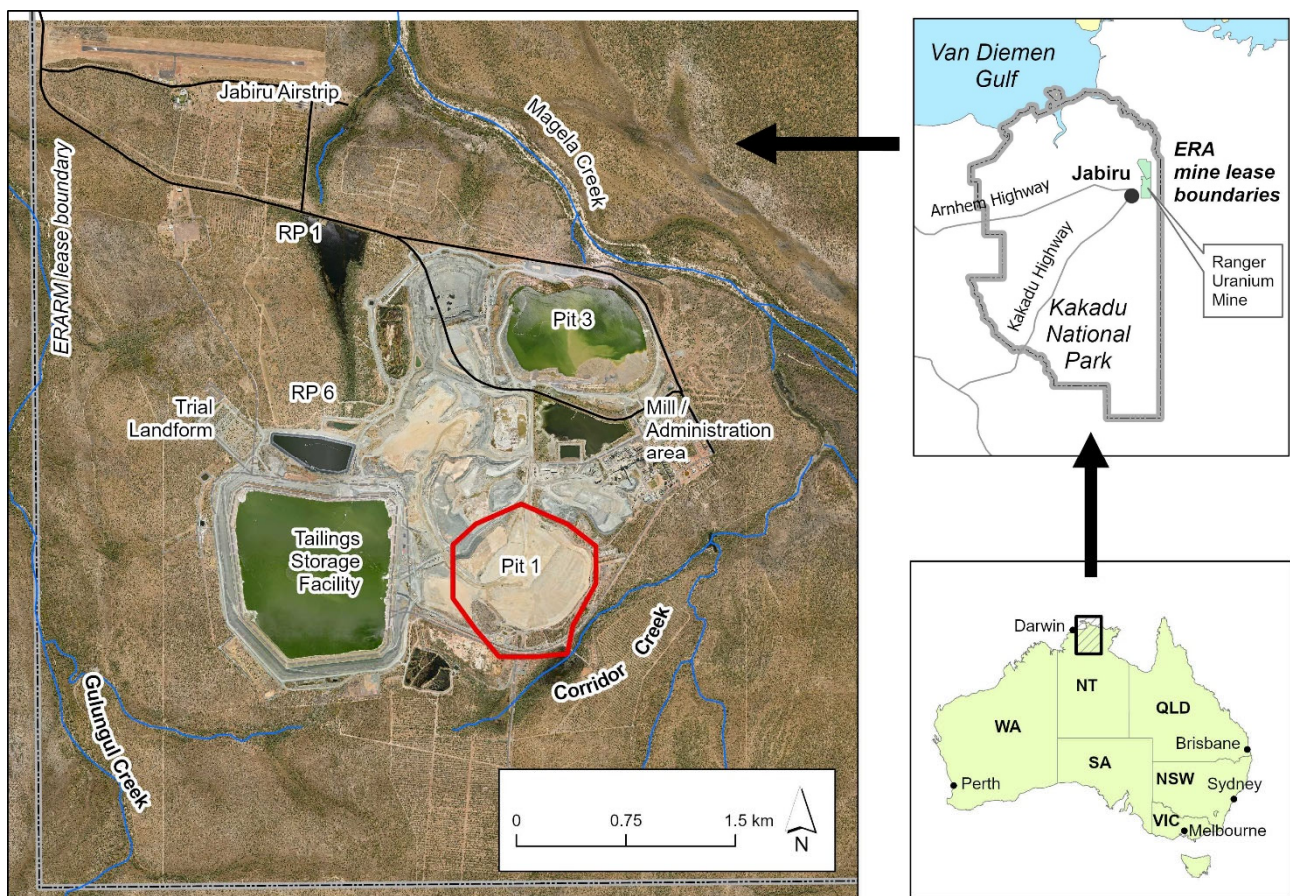 Jabiru Airstrip
Magela Creek
ERARM lease boundary
RP 1
Pit 3
RP 6
Trial
Landform
Mill /
Administration
area
Tailings
Storage
Facility
Pit 1
Corridor Creek
Gulungul Creek
0
0.75
1.5 km
N
Van Diemen
Gulf
ERA
mine lease
boundaries
Jabiru
Arnhem Highway
Kakadu Highway
Ranger
Uranium
Mine
Kakadu
National
Park
Darwin
NT
QLD
WA
Brisbane
SA
NSW
Perth
Sydney
VIC
Melbourne